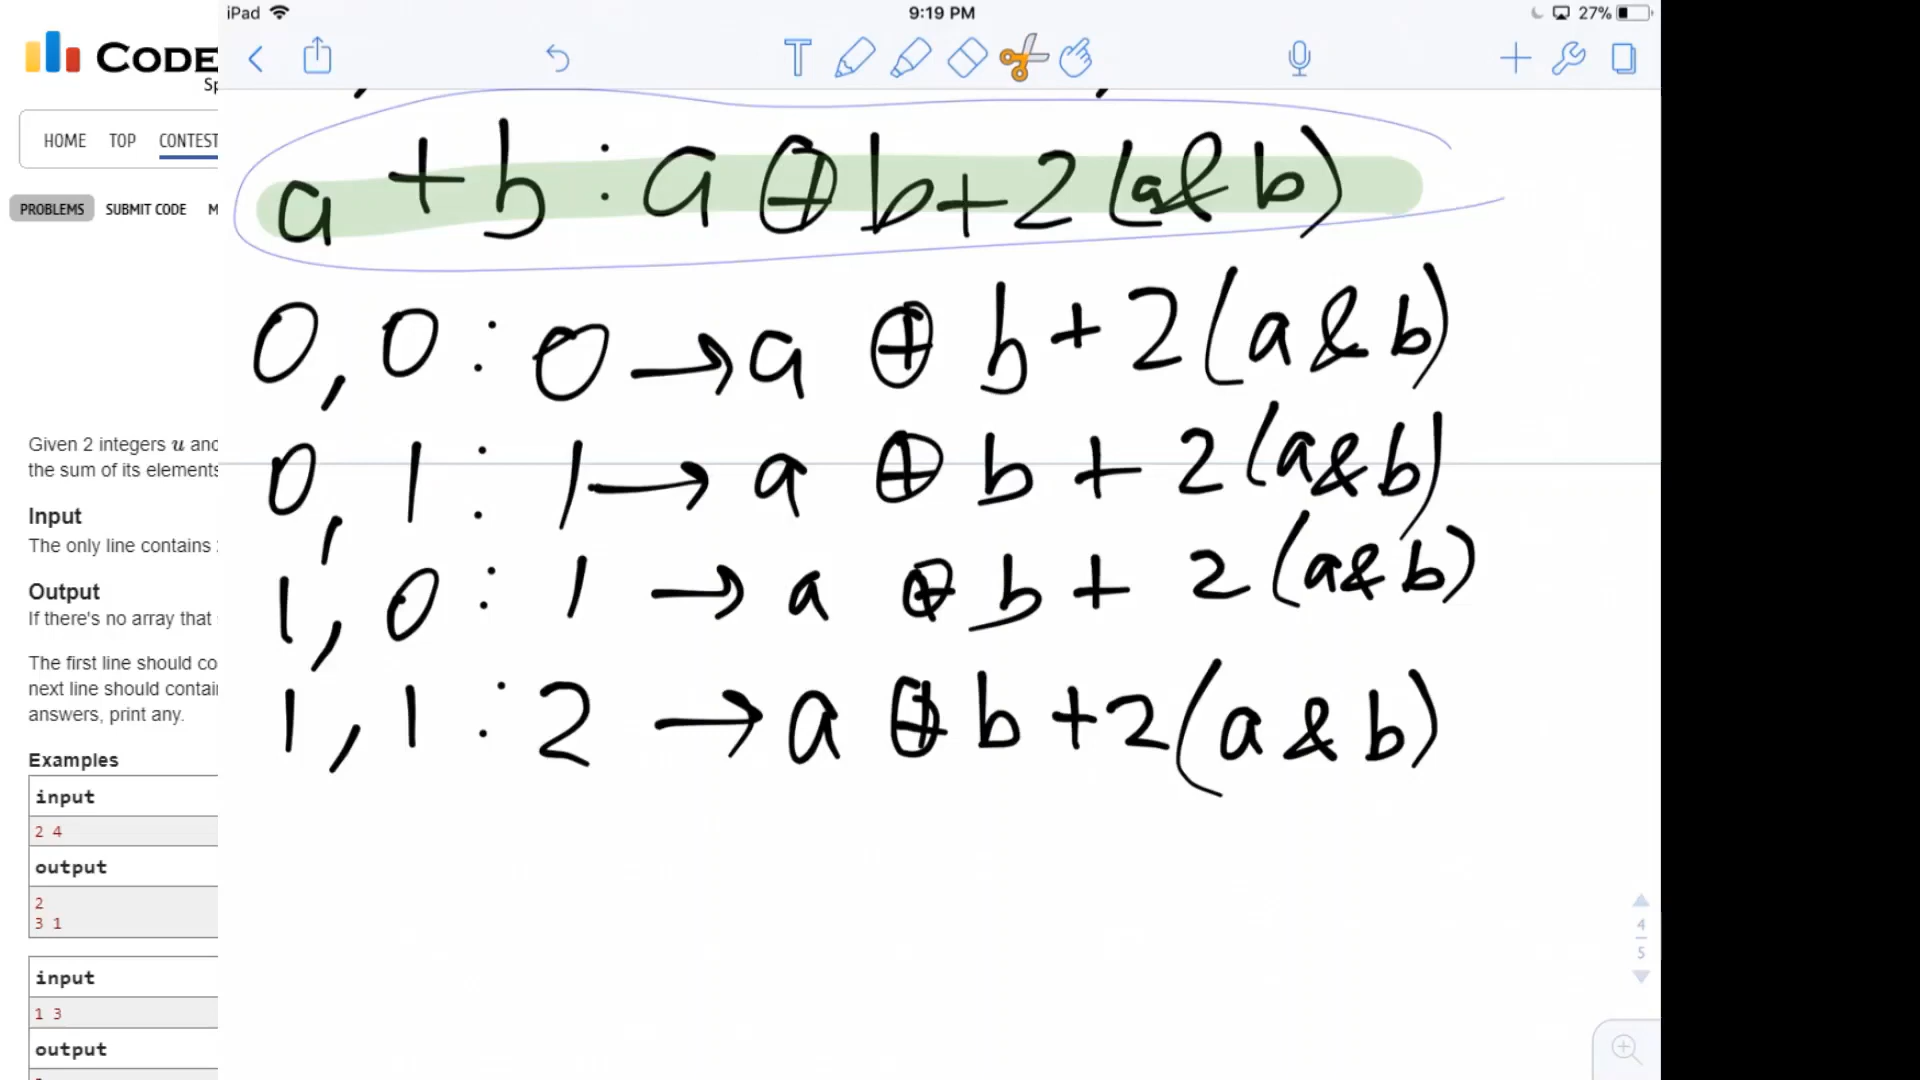 iPad 9:19 PM 27%
CODE
Sp
HOME TOP CONTEST
PROBLEMS SUBMIT CODE M
a + b : a ⊕ b + 2 (a & b)
0, 0 : 0 → a ⊕ b + 2 (a & b)
0, 1 : 1 → a ⊕ b + 2 (a & b)
1, 0 : 1 → a ⊕ b + 2 (a & b)
1, 1 : 2 → a ⊕ b + 2 (a & b)
Given 2 integers u and
the sum of its elements
Input
The only line contains
Output
If there's no array that
The first line should co
next line should contai
answers, print any.
Examples
input
2 4
output
2
3 1
input
1 3
output
4
5